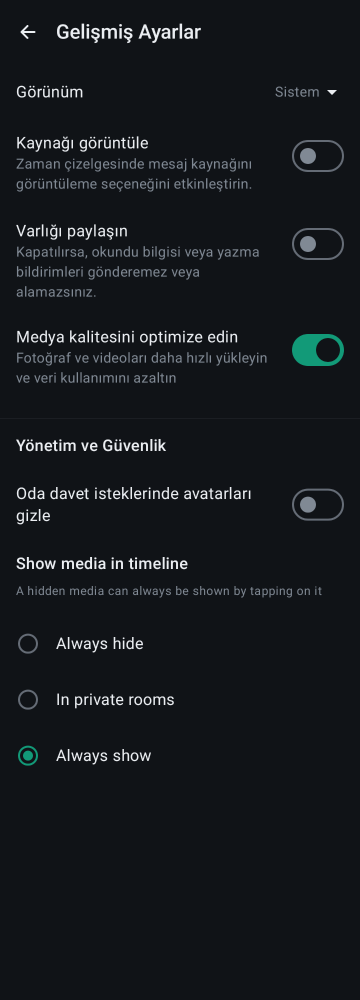 Gelişmiş Ayarlar
Görünüm
Sistem
Kaynağı görüntüle
Zaman çizelgesinde mesaj kaynağını
görüntüleme seçeneğini etkinleştirin.
Varlığı paylaşın
Kapatılırsa, okundu bilgisi veya yazma
bildirimleri gönderemez veya
alamazsınız.
Medya kalitesini optimize edin
Fotoğraf ve videoları daha hızlı yükleyin
ve veri kullanımını azaltın
Yönetim ve Güvenlik
Oda davet isteklerinde avatarları
gizle
Show media in timeline
A hidden media can always be shown by tapping on it
Always hide
In private rooms
Always show